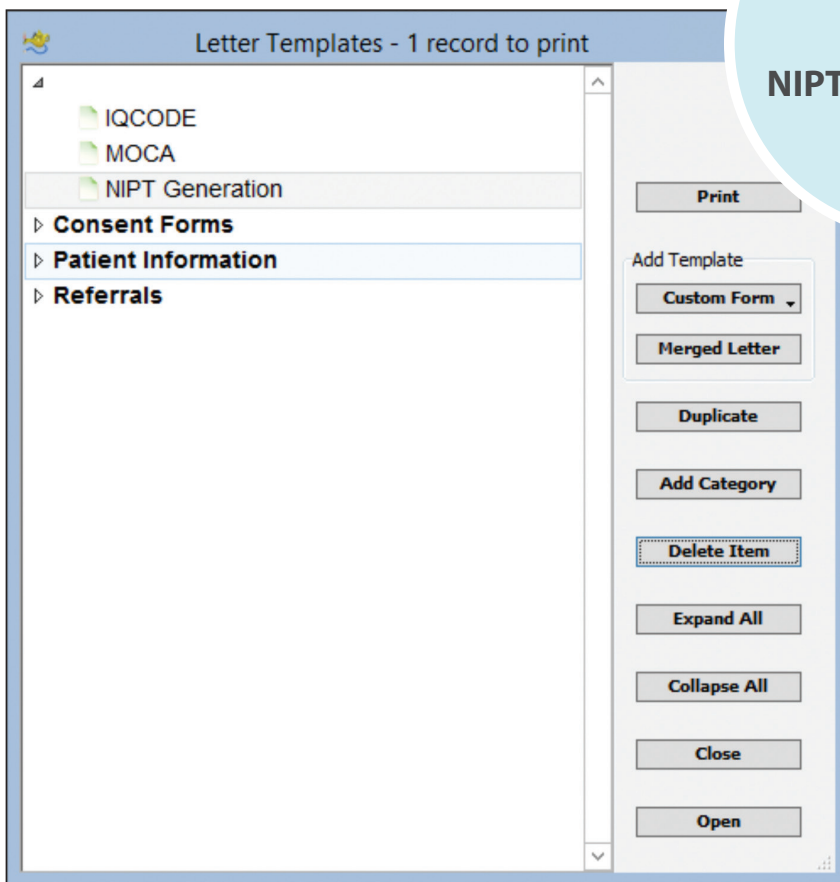 Letter Templates - 1 record to print
NIPT
IQCODE
MOCA
NIPT Generation
Consent Forms
Patient Information
Referrals
Print
Add Template
Custom Form
Merged Letter
Duplicate
Add Category
Delete Item
Expand All
Collapse All
Close
Open